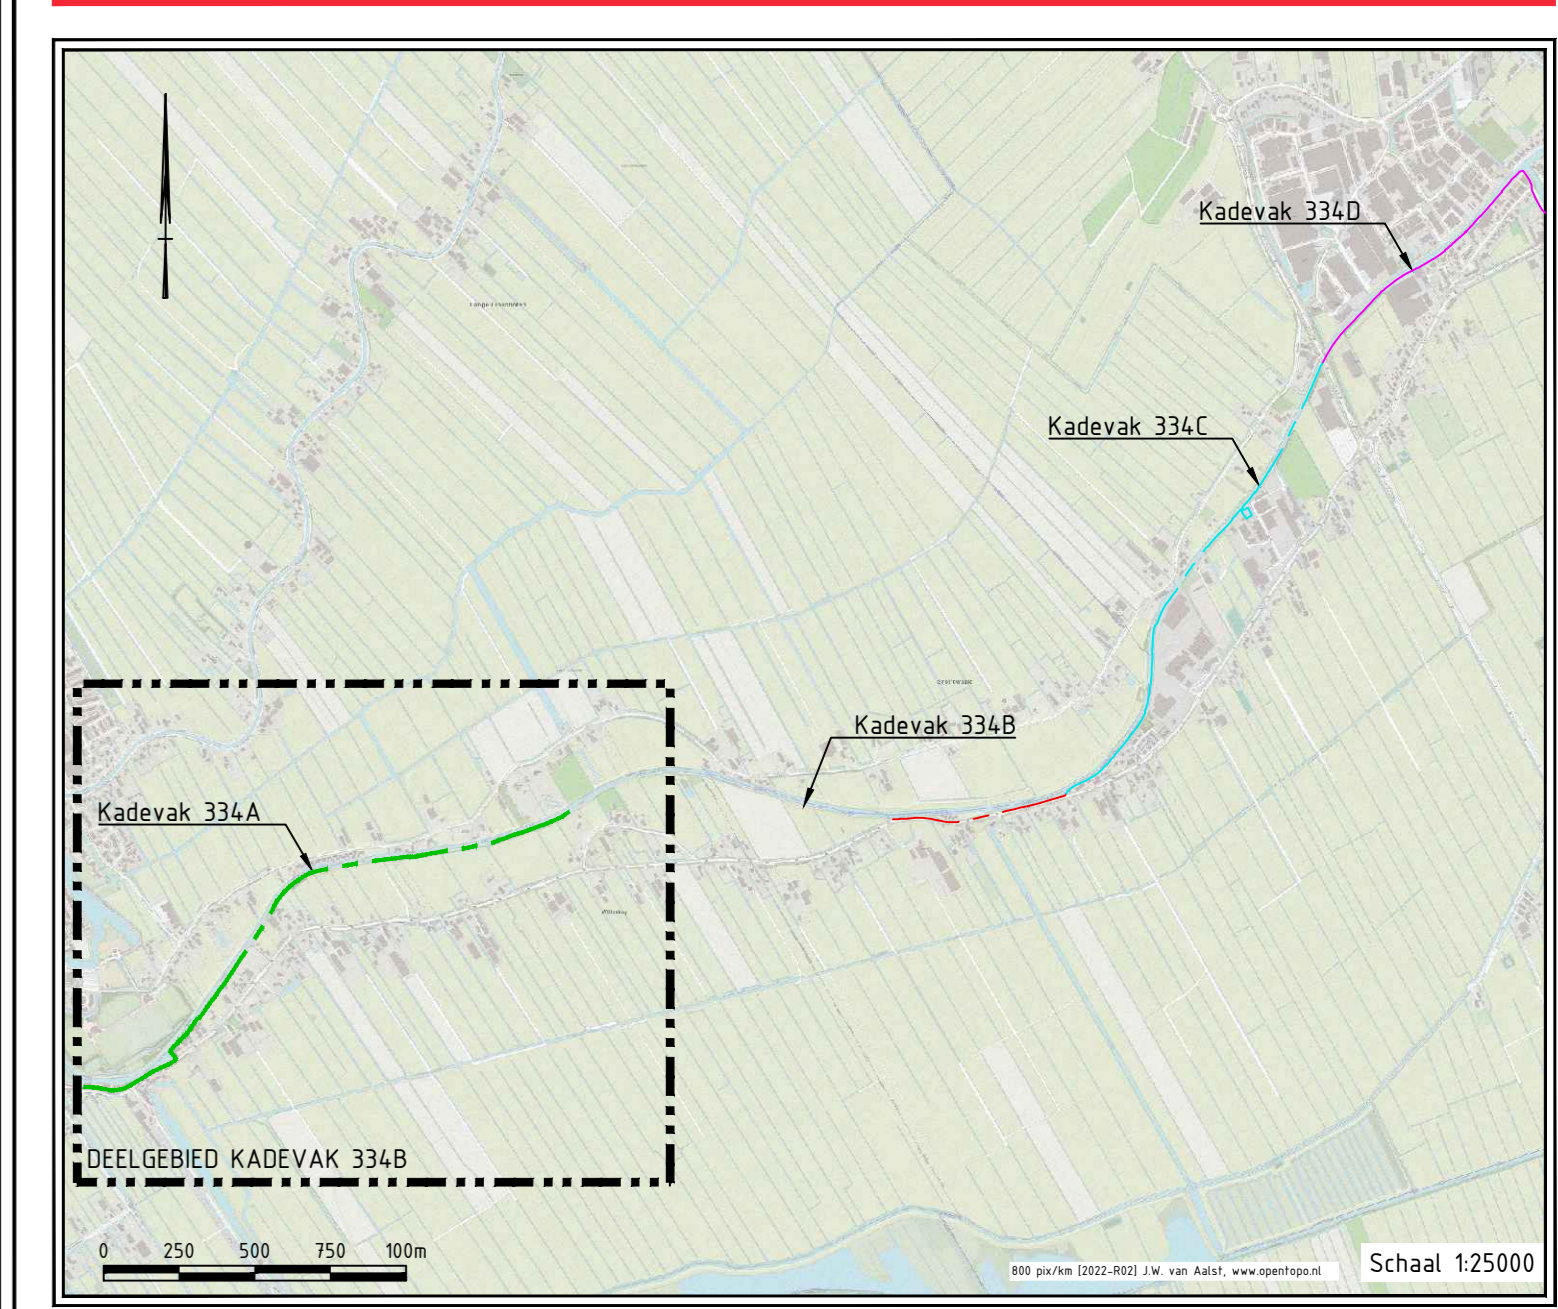 Kadevak 334D
Kadevak 334C
Kadevak 334B
Kadevak 334A
DEELGEBIED KADEVAK 334B
0 250 500 750 100m
800 pix/km [2022-R02] J.W. van Aalst, www.opentopo.nl
Schaal 1:25000